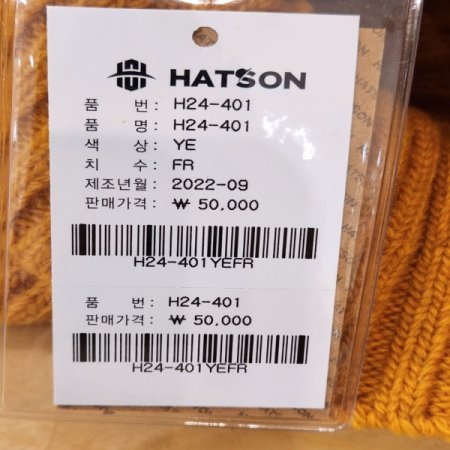 HATSON
품 번 : H24-401
품 명 : H24-401
색 상 : YE
치 수 : FR
제조년월 : 2022-09
판매가격 : ₩ 50,000
H24-401YEFR
품 번 : H24-401
판매가격 : ₩ 50,000
H24-401YEFR